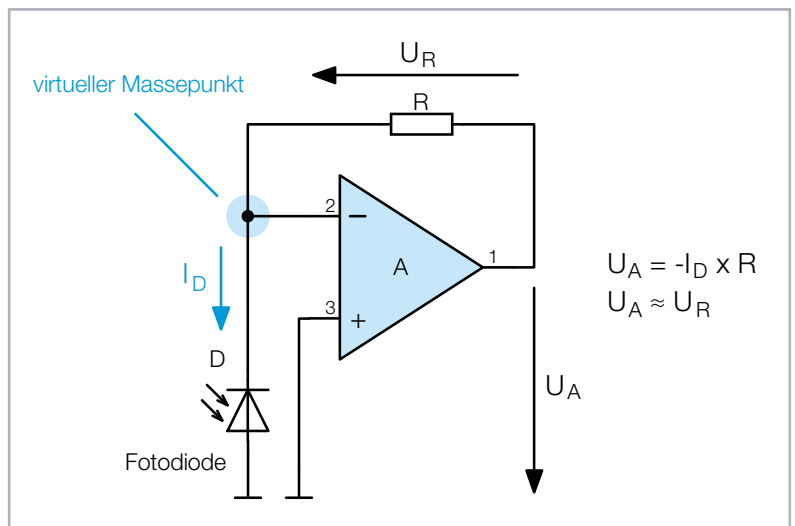 U_R
virtueller Massepunkt
R
2
−
I_D
A
1
U_A = -I_D x R
U_A ≈ U_R
3
+
D
U_A
Fotodiode